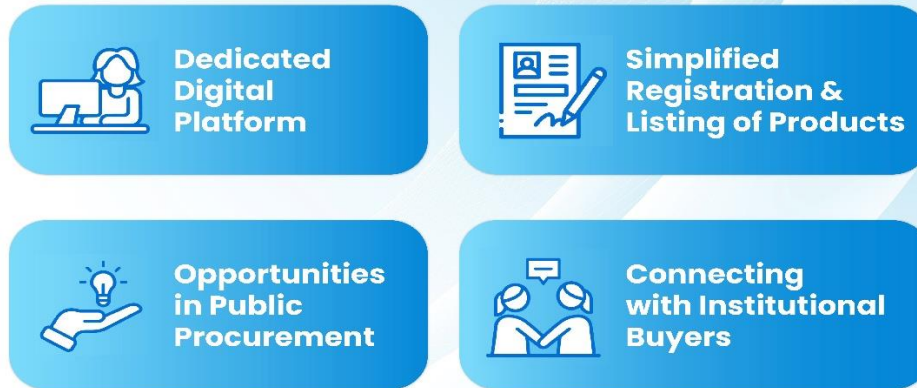 Dedicated
Digital
Platform
Simplified
Registration &
Listing of Products
Opportunities
in Public
Procurement
Connecting
with Institutional
Buyers